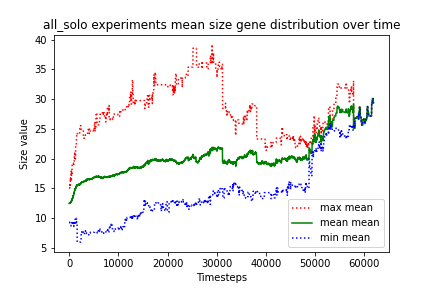 all_solo experiments mean size gene distribution over time
40
35
30
25
20
15
10
5
Size value
0
10000
20000
30000
40000
50000
60000
Timesteps
max mean
mean mean
min mean